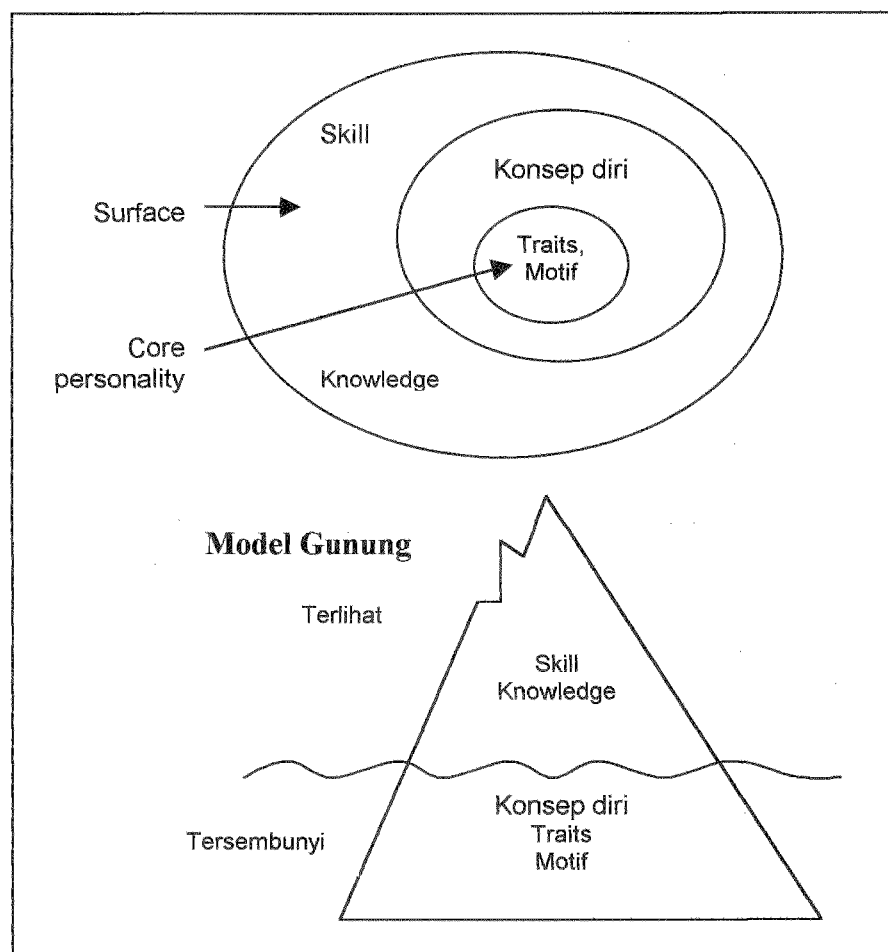 Skill
Konsep diri
Surface
Traits,
Motif
Core
personality
Knowledge
Model Gunung
Terlihat
Skill
Knowledge
Konsep diri
Traits
Motif
Tersembunyi